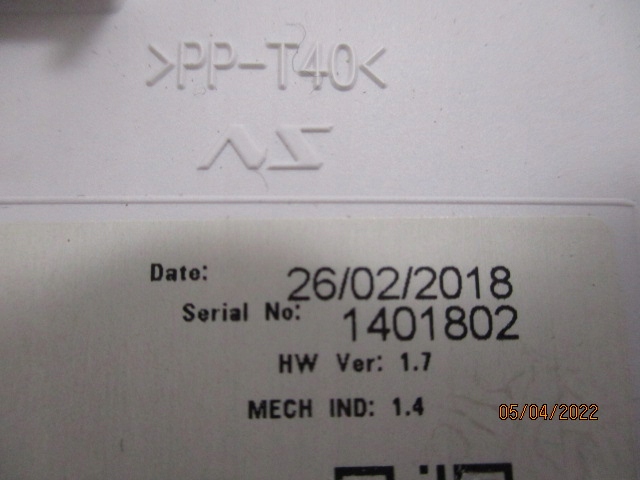 >PP-T40<
Date: 26/02/2018
Serial No: 1401802
HW Ver: 1.7
MECH IND: 1.4
05/04/2022